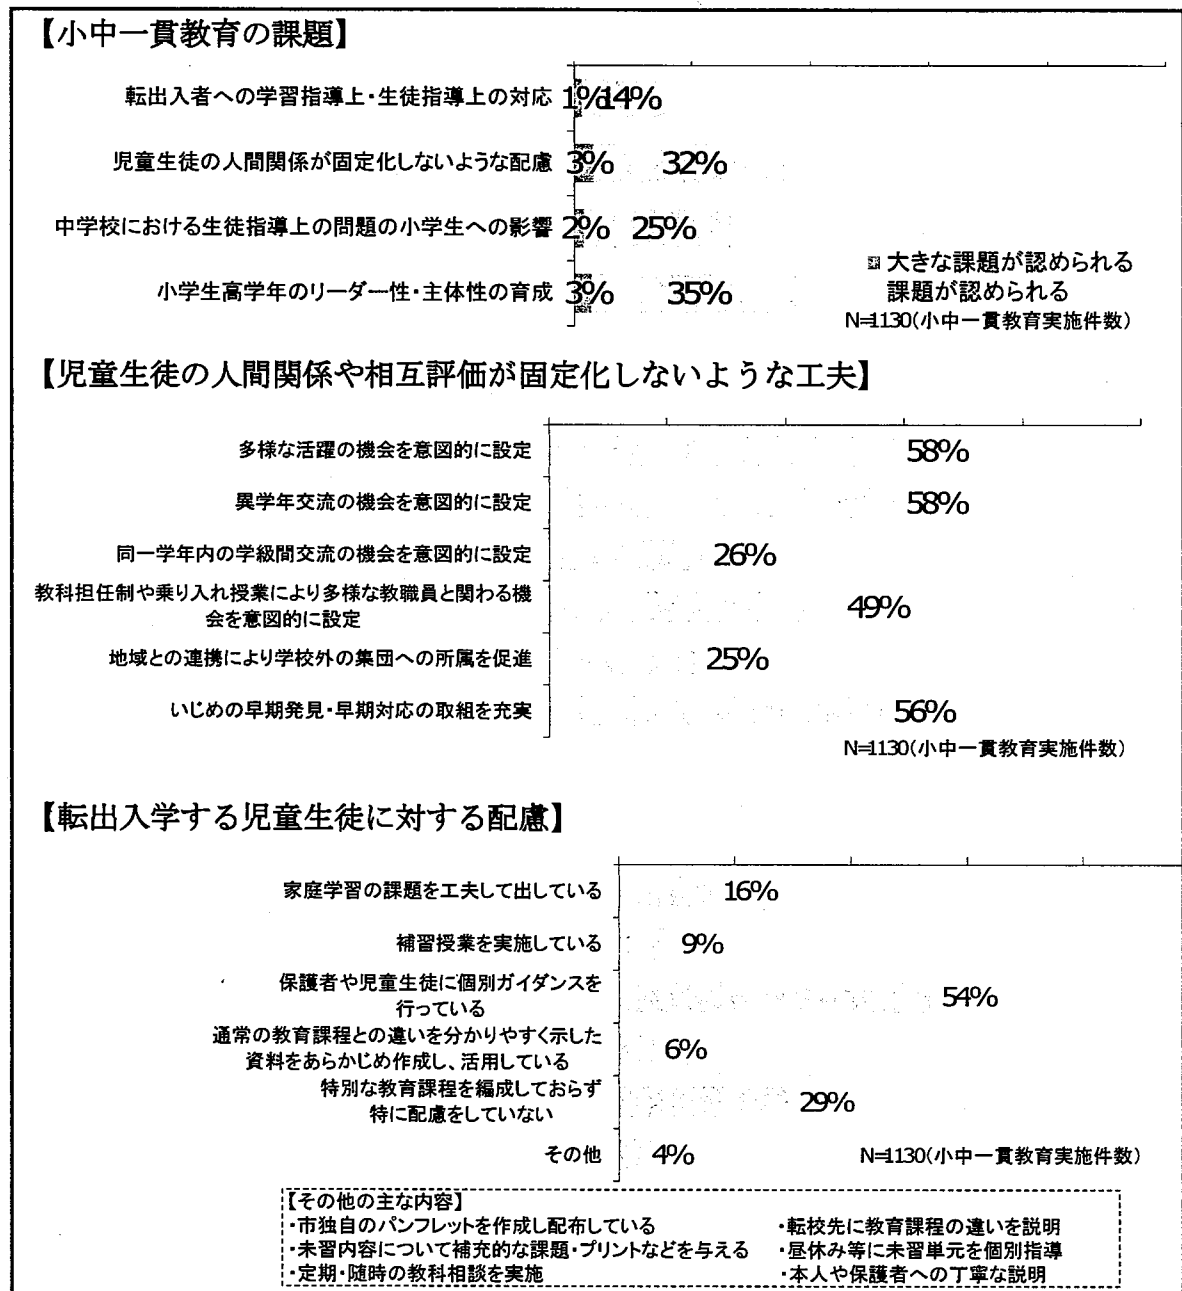 【小中一貫教育の課題】
転出入者への学習指導上・生徒指導上の対応 1% 14%
児童生徒の人間関係が固定化しないような配慮 3% 32%
中学校における生徒指導上の問題の小学生への影響 2% 25%
小学生高学年のリーダー性・主体性の育成 3% 35%
大きな課題が認められる
課題が認められる
N=1130(小中一貫教育実施件数)
【児童生徒の人間関係や相互評価が固定化しないような工夫】
多様な活躍の機会を意図的に設定 58%
異学年交流の機会を意図的に設定 58%
同一学年内の学級間交流の機会を意図的に設定 26%
教科担任制や乗り入れ授業により多様な教職員と関わる機
会を意図的に設定 49%
地域との連携により学校外の集団への所属を促進 25%
いじめの早期発見・早期対応の取組を充実 56%
N=1130(小中一貫教育実施件数)
【転出入学する児童生徒に対する配慮】
家庭学習の課題を工夫して出している 16%
補習授業を実施している 9%
保護者や児童生徒に個別ガイダンスを
行っている 54%
通常の教育課程との違いを分かりやすく示した
資料をあらかじめ作成し、活用している 6%
特別な教育課程を編成しておらず
特に配慮をしていない 29%
その他 4%
N=1130(小中一貫教育実施件数)
【その他の主な内容】
・市独自のパンフレットを作成し配布している ・転校先に教育課程の違いを説明
・未習内容について補充的な課題・プリントなどを与える ・昼休み等に未習単元を個別指導
・定期・随時の教科相談を実施 ・本人や保護者への丁寧な説明